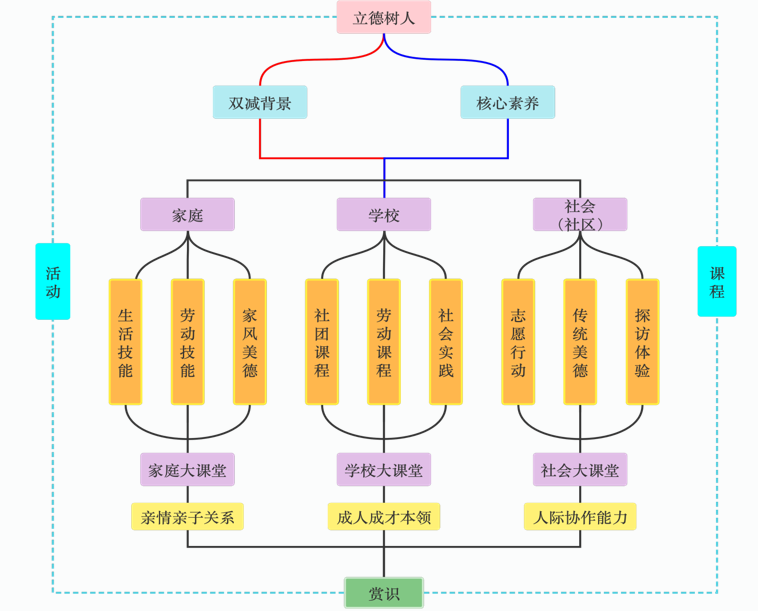 立德树人
双减背景
核心素养
家庭
学校
社会
（社区）
活动
课程
生活技能
劳动技能
家风美德
社团课程
劳动课程
社会实践
志愿行动
传统美德
探访体验
家庭大课堂
学校大课堂
社会大课堂
亲情亲子关系
成人成才本领
人际协作能力
赏识